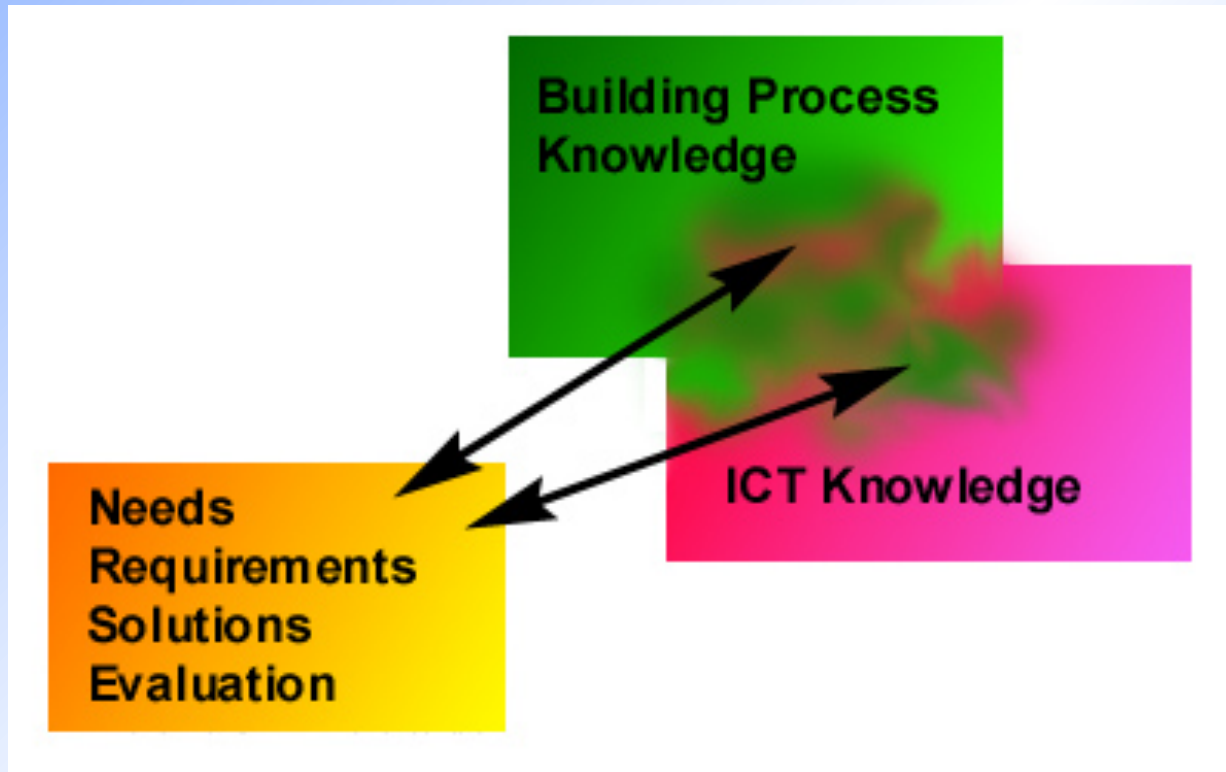 Building Process
Knowledge
ICT Knowledge
Needs
Requirements
Solutions
Evaluation